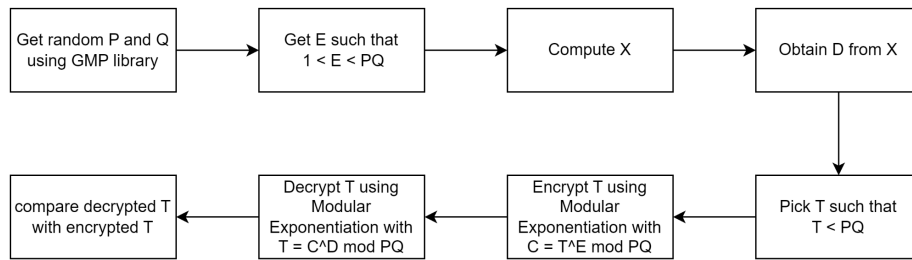 Get random P and Q
using GMP library
Get E such that
1 < E < PQ
Compute X
Obtain D from X
Pick T such that
T < PQ
Encrypt T using
Modular
Exponentiation with
C = T^E mod PQ
Decrypt T using
Modular
Exponentiation with
T = C^D mod PQ
compare decrypted T
with encrypted T